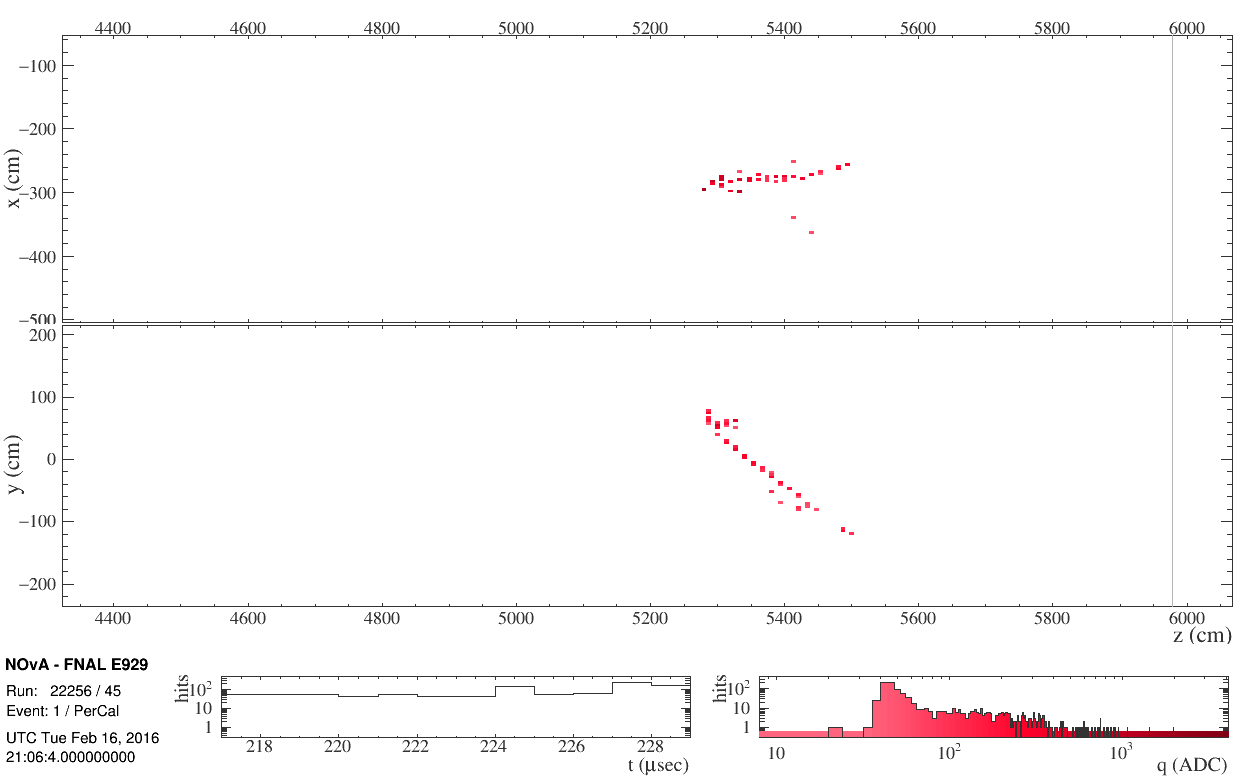 4400 4600 4800 5000 5200 5400 5600 5800 6000
−100
−200
−300
−400
−500
x (cm)
200
100
0
−100
−200
y (cm)
4400 4600 4800 5000 5200 5400 5600 5800 6000
z (cm)
NOvA - FNAL E929
Run: 22256 / 45
Event: 1 / PerCal
UTC Tue Feb 16, 2016
21:06:4.000000000
hits
10²
10
1
218 220 222 224 226 228
t (μsec)
hits
10²
10
1
10 10² 10³
q (ADC)